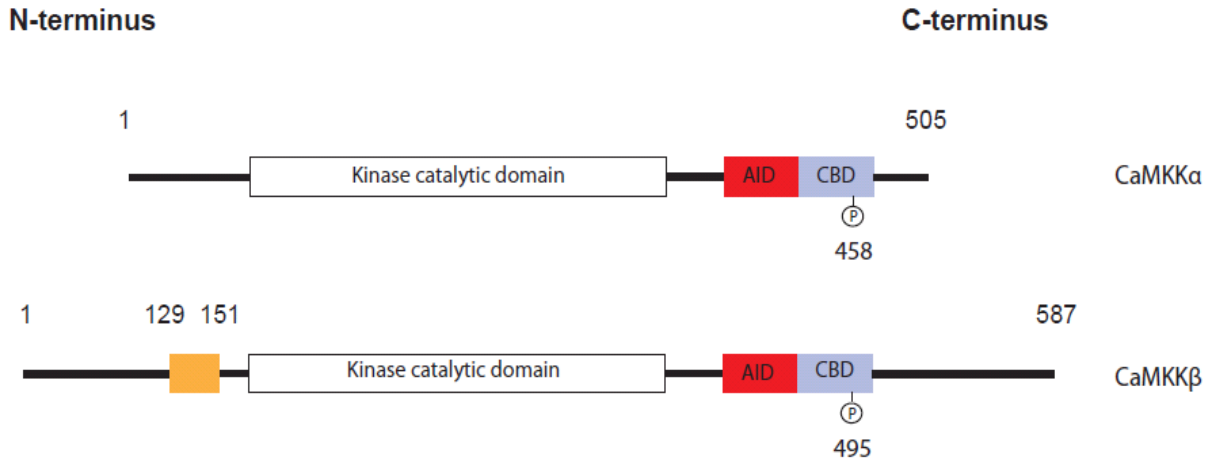 N-terminus C-terminus
1 505
Kinase catalytic domain AID CBD CaMKKα
P
458
1 129 151 587
Kinase catalytic domain AID CBD CaMKKβ
P
495